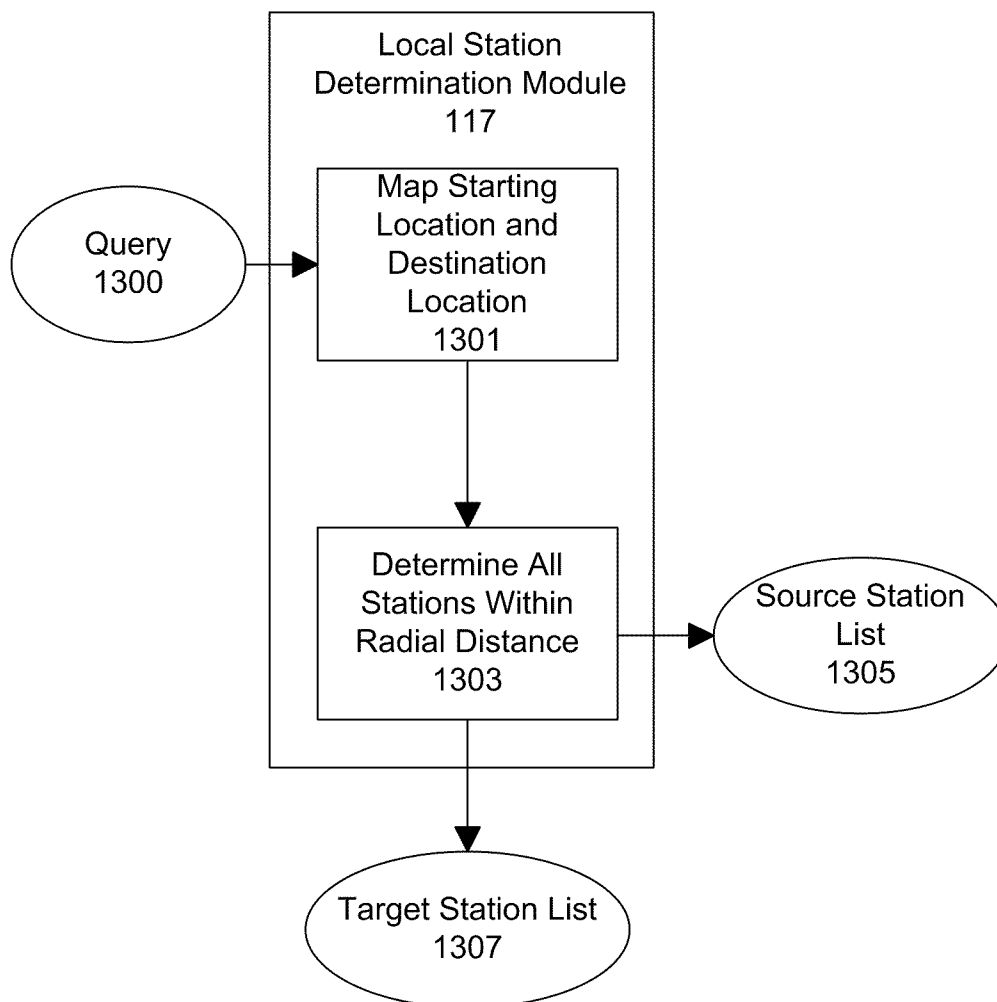 Local Station
Determination Module
117
Query
1300
Map Starting
Location and
Destination
Location
1301
Determine All
Stations Within
Radial Distance
1303
Source Station
List
1305
Target Station List
1307